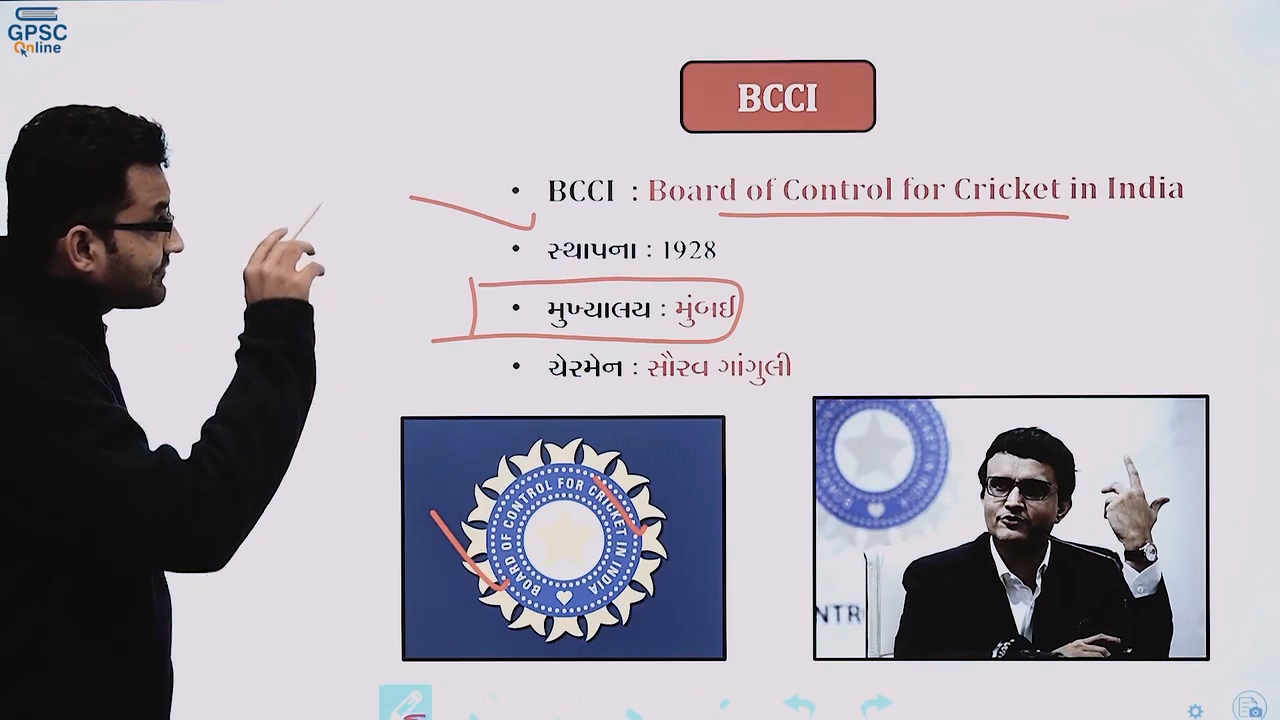 GPSC
Online
BCCI
• BCCI : Board of Control for Cricket in India
• સ્થાપના : 1928
• મુખ્યાલય : મુંબઈ
• ચેરમેન : સૌરવ ગાંગુલી
BOARD OF CONTROL FOR CRICKET IN INDIA
NTR